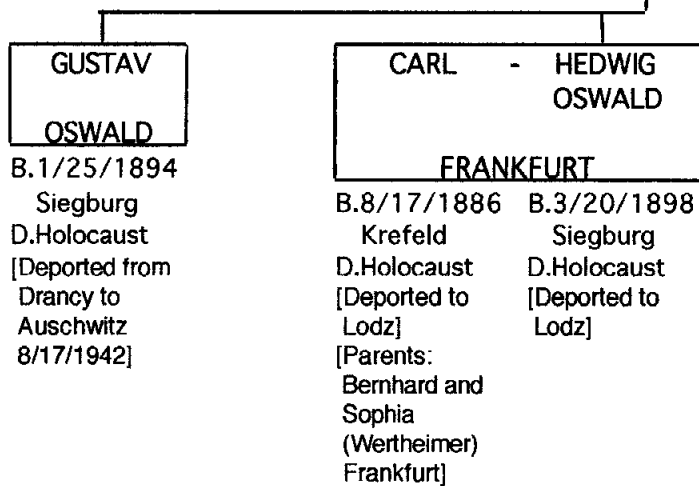 GUSTAV
OSWALD
B.1/25/1894
Siegburg
D.Holocaust
[Deported from
Drancy to
Auschwitz
8/17/1942]
CARL - HEDWIG
OSWALD
FRANKFURT
B.8/17/1886 B.3/20/1898
Krefeld Siegburg
D.Holocaust D.Holocaust
[Deported to [Deported to
Lodz] Lodz]
[Parents:
Bernhard and
Sophia
(Wertheimer)
Frankfurt]